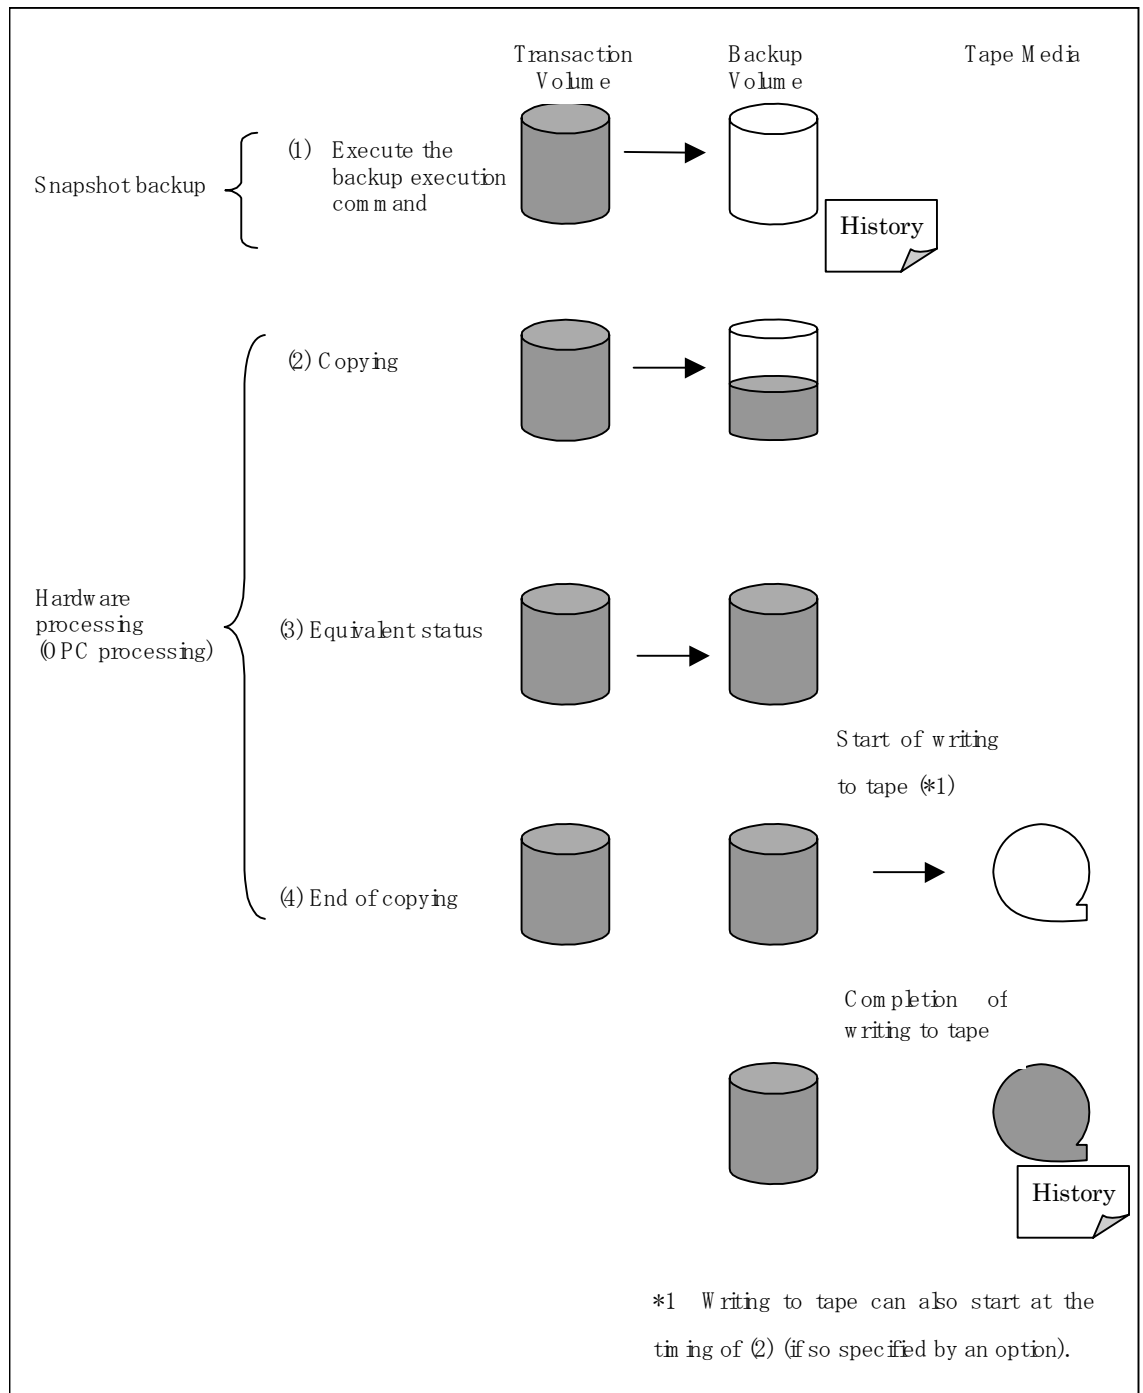 Transaction
Volume
Backup
Volume
Tape Media
Snapshot backup
(1) Execute the
backup execution
command
History
(2) Copying
Hardware
processing
(OPC processing)
(3) Equivalent status
Start of writing
to tape (*1)
(4) End of copying
Completion of
writing to tape
History
*1 Writing to tape can also start at the
timing of (2) (if so specified by an option).